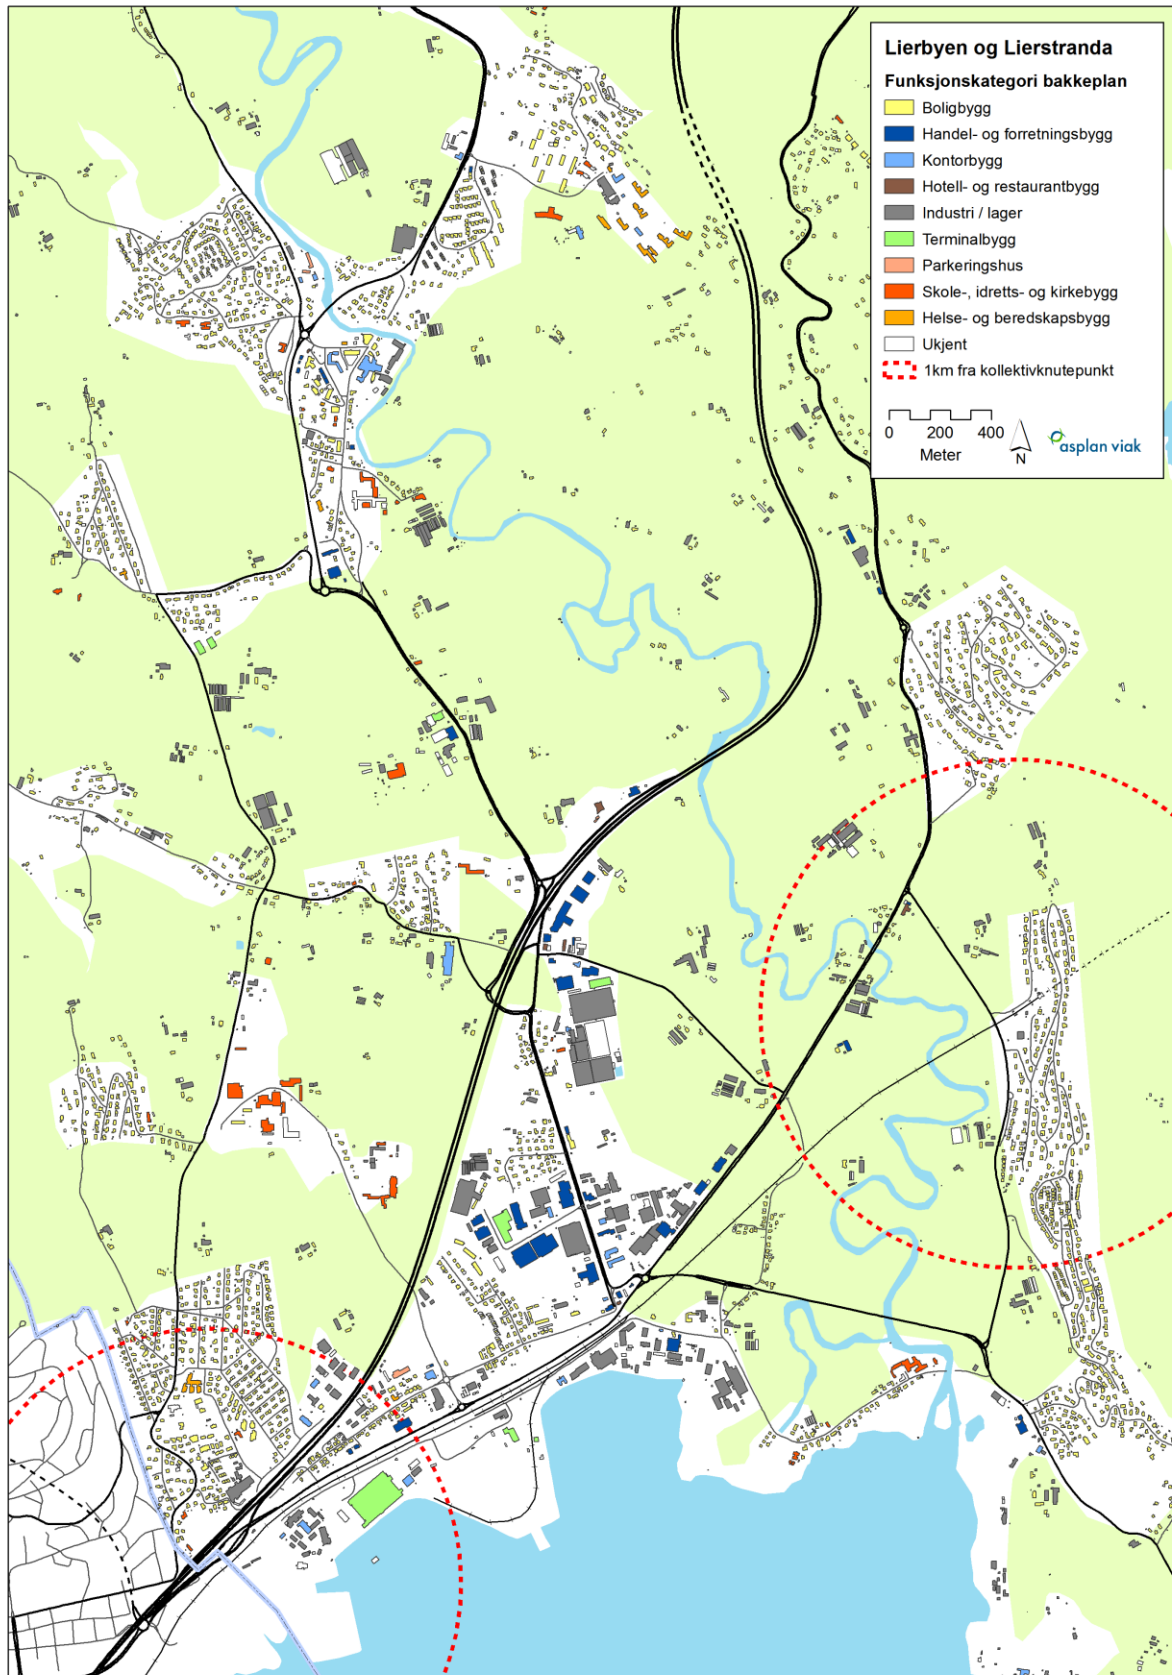 Lierbyen og Lierstranda
Funksjonskategori bakkeplan
Boligbygg
Handel- og forretningsbygg
Kontorbygg
Hotell- og restaurantbygg
Industri / lager
Terminalbygg
Parkeringshus
Skole-, idretts- og kirkebygg
Helse- og beredskapsbygg
Ukjent
1km fra kollektivknutepunkt
0 200 400
Meter
N
asplan viak